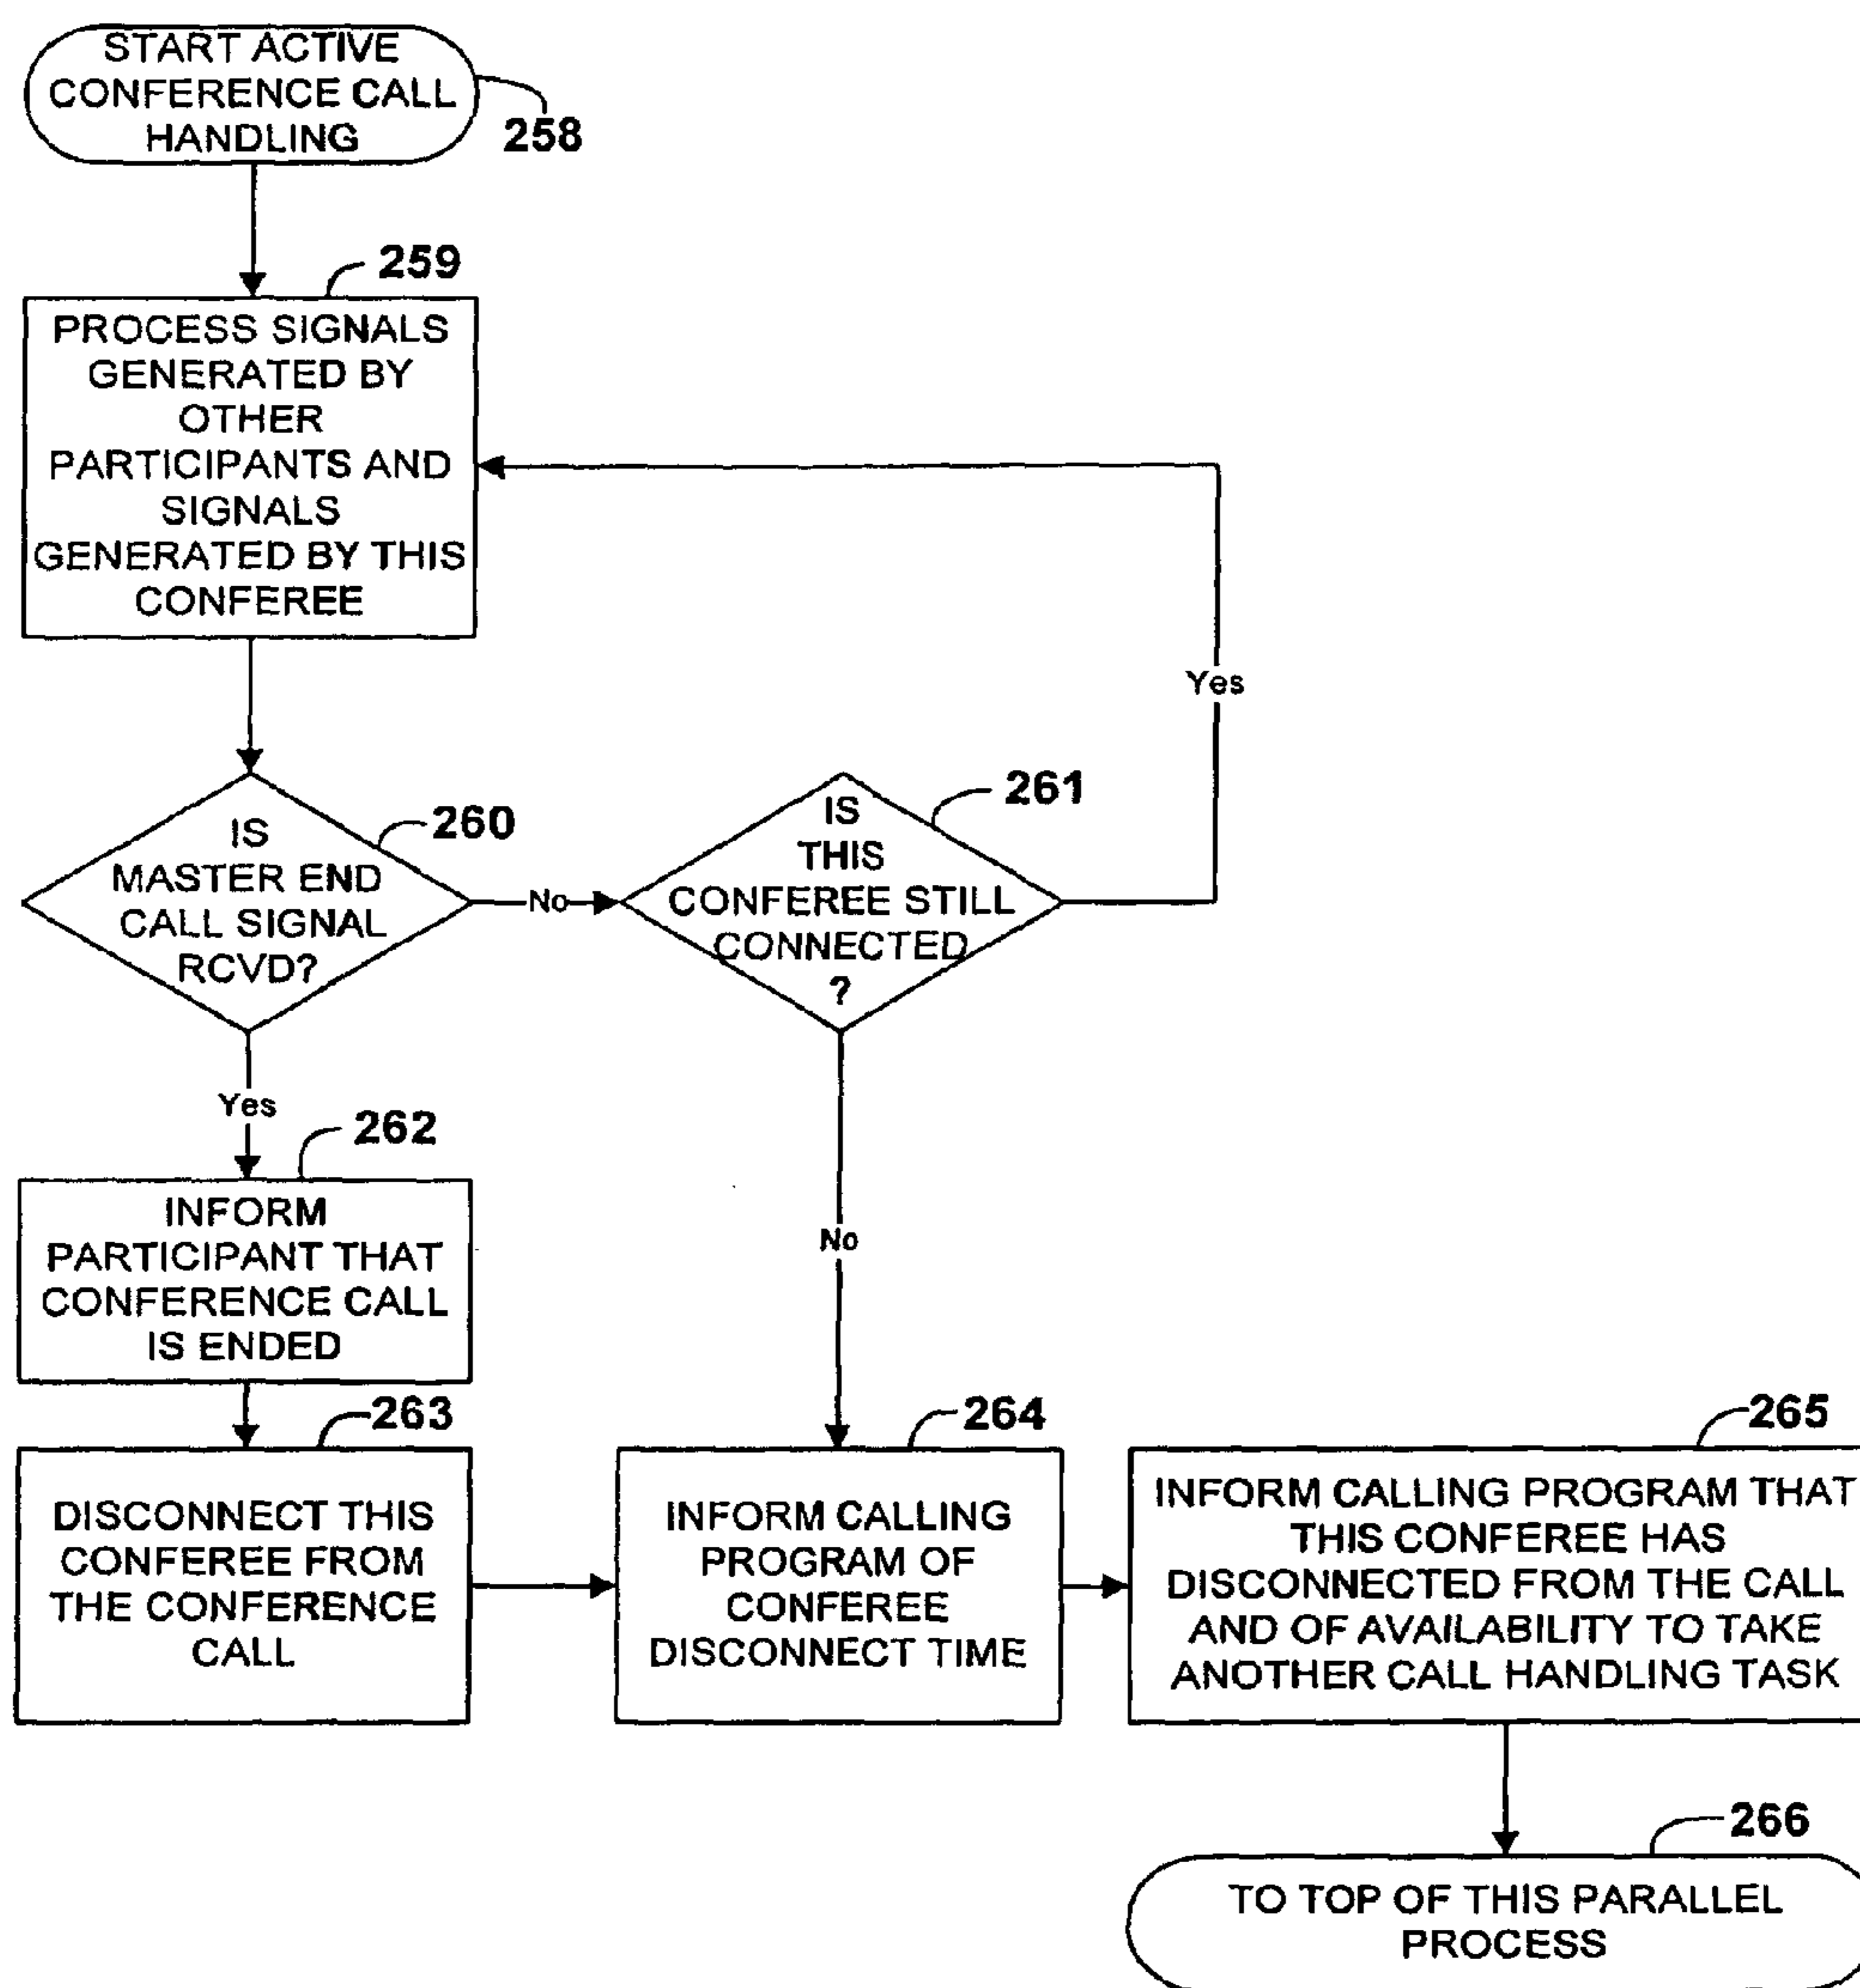 START ACTIVE
CONFERENCE CALL
HANDLING
258
259
PROCESS SIGNALS
GENERATED BY
OTHER
PARTICIPANTS AND
SIGNALS
GENERATED BY THIS
CONFEREE
Yes
260
IS
MASTER END
CALL SIGNAL
RCVD?
No
261
IS
THIS
CONFEREE STILL
CONNECTED
?
Yes
262
INFORM
PARTICIPANT THAT
CONFERENCE CALL
IS ENDED
No
263
DISCONNECT THIS
CONFEREE FROM
THE CONFERENCE
CALL
264
INFORM CALLING
PROGRAM OF
CONFEREE
DISCONNECT TIME
265
INFORM CALLING PROGRAM THAT
THIS CONFEREE HAS
DISCONNECTED FROM THE CALL
AND OF AVAILABILITY TO TAKE
ANOTHER CALL HANDLING TASK
266
TO TOP OF THIS PARALLEL
PROCESS